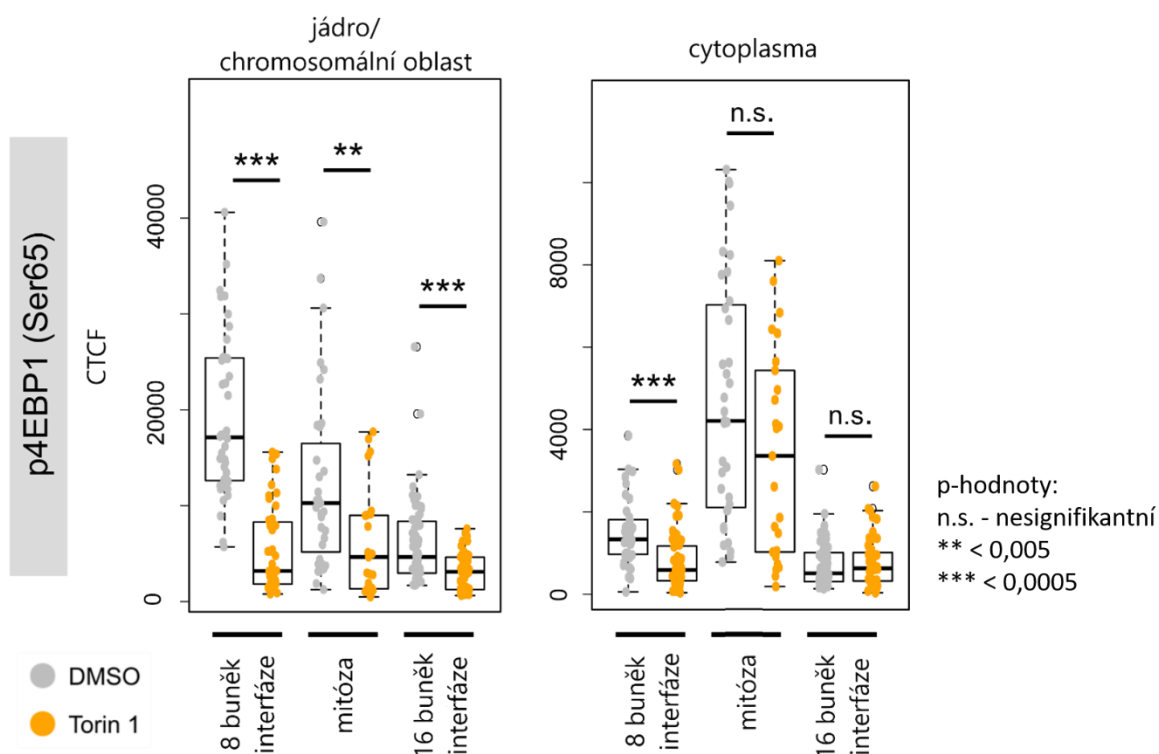 jádro/
chromosomální oblast
cytoplasma
p4EBP1 (Ser65)
CTCF
40000
20000
0
***
**
***
8 buněk
interfáze
mitóza
16 buněk
interfáze
8000
4000
0
***
n.s.
n.s.
8 buněk
interfáze
mitóza
16 buněk
interfáze
p-hodnoty:
n.s. - nesignifikantní
** < 0,005
*** < 0,0005
DMSO
Torin 1